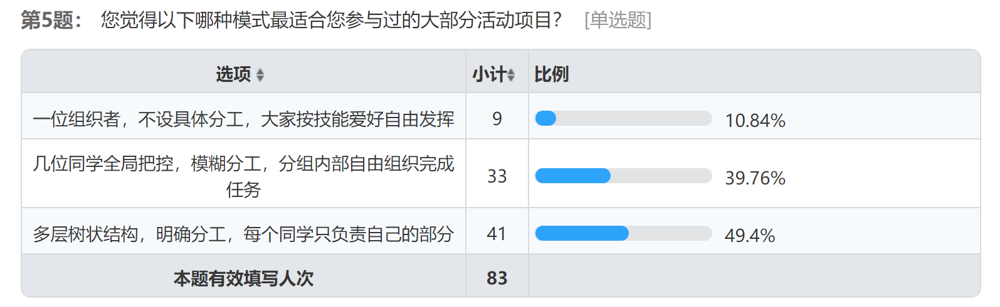 第5题： 您觉得以下哪种模式最适合您参与过的大部分活动项目？ [单选题]
选项 小计 比例
一位组织者，不设具体分工，大家按技能爱好自由发挥 9 10.84%
几位同学全局把控，模糊分工，分组内部自由组织完成
任务 33 39.76%
多层树状结构，明确分工，每个同学只负责自己的部分 41 49.4%
本题有效填写人次 83